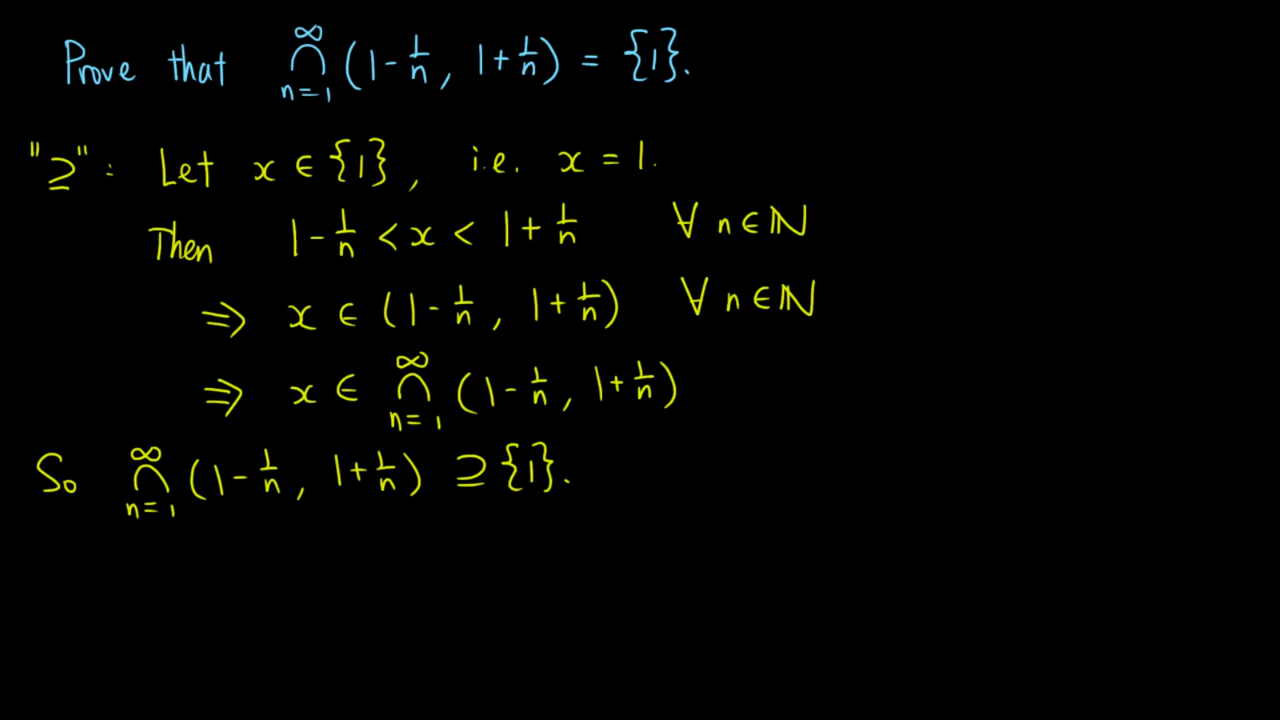 Prove that ∞⋂n=1 (1 - 1/n, 1 + 1/n) = {1}.
"⊇": Let x ∈ {1}, i.e. x = 1.
Then 1 - 1/n < x < 1 + 1/n ∀ n ∈ ℕ
⇒ x ∈ (1 - 1/n, 1 + 1/n) ∀ n ∈ ℕ
⇒ x ∈ ∞⋂n=1 (1 - 1/n, 1 + 1/n)
So ∞⋂n=1 (1 - 1/n, 1 + 1/n) ⊇ {1}.